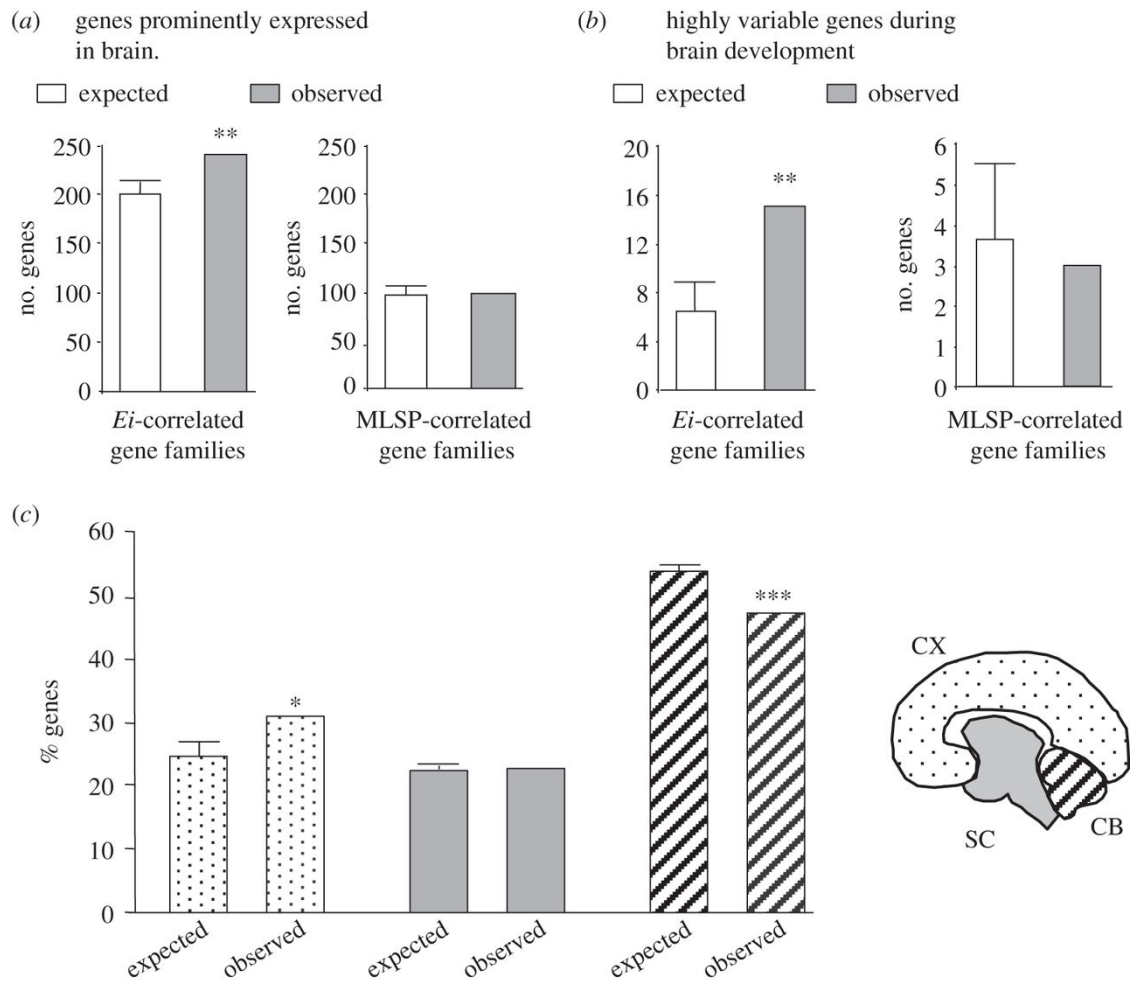 (a) genes prominently expressed
in brain.
expected observed
250
200
150
100
50
0
no. genes
**
Ei-correlated
gene families
250
200
150
100
50
0
no. genes
MLSP-correlated
gene families
(b) highly variable genes during
brain development
expected observed
20
16
12
8
4
0
no. genes
**
Ei-correlated
gene families
6
5
4
3
2
1
0
no. genes
MLSP-correlated
gene families
(c)
60
50
40
30
20
10
0
% genes
*
***
expected observed expected observed expected observed
CX
SC
CB